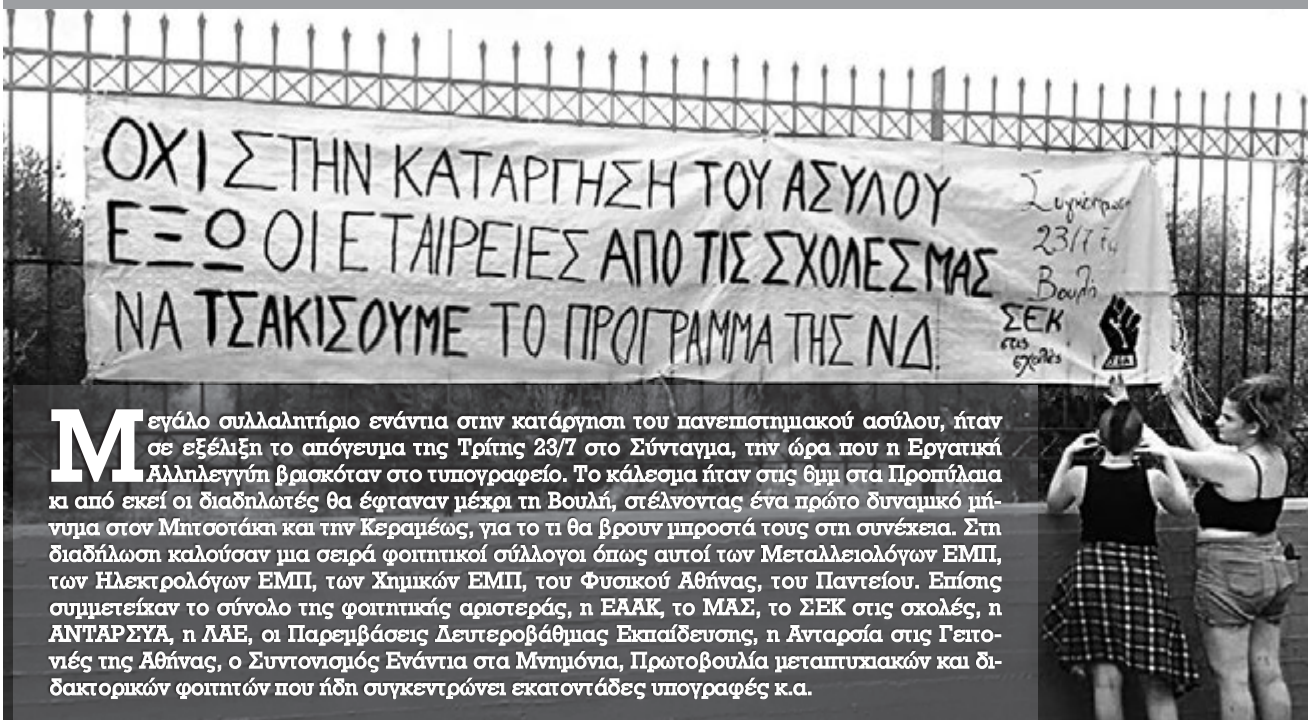 ΟΧΙ ΣΤΗΝ ΚΑΤΑΡΓΗΣΗ ΤΟΥ ΑΣΥΛΟΥ
ΕΞΩ ΟΙ ΕΤΑΙΡΕΙΕΣ ΑΠΟ ΤΙΣ ΣΧΟΛΕΣ ΜΑΣ
ΝΑ ΤΣΑΚΙΣΟΥΜΕ ΤΟ ΠΡΟΓΡΑΜΜΑ ΤΗΣ ΝΔ
23/7
Βουλή
ΣΕΚ
στις
σχολές
Μεγάλο συλλαλητήριο ενάντια στην κατάργηση του πανεπιστημιακού ασύλου, ήταν
σε εξέλιξη το απόγευμα της Τρίτης 23/7 στο Σύνταγμα, την ώρα που η Εργατική
Αλληλεγγύη βρισκόταν στο τυπογραφείο. Το κάλεσμα ήταν στις 6μμ στα Προπύλαια
κι από εκεί οι διαδηλωτές θα έφταναν μέχρι τη Βουλή, στέλνοντας ένα πρώτο δυναμικό μή-
νυμα στον Μητσοτάκη και την Κεραμέως, για το τι θα βρουν μπροστά τους στη συνέχεια. Στη
διαδήλωση καλούσαν μια σειρά φοιτητικοί σύλλογοι όπως αυτοί των Μεταλλειολόγων ΕΜΠ,
των Ηλεκτρολόγων ΕΜΠ, των Χημικών ΕΜΠ, του Φυσικού Αθήνας, του Παντείου. Επίσης
συμμετείχαν το σύνολο της φοιτητικής αριστεράς, η ΕΑΑΚ, το ΜΑΣ, το ΣΕΚ στις σχολές, η
ΑΝΤΑΡΣΥΑ, η ΛΑΕ, οι Παρεμβάσεις Δευτεροβάθμιας Εκπαίδευσης, η Ανταρσία στις Γειτο-
νιές της Αθήνας, ο Συντονισμός Ενάντια στα Μνημόνια, Πρωτοβουλία μεταπτυχιακών και δι-
δακτορικών φοιτητών που ήδη συγκεντρώνει εκατοντάδες υπογραφές κ.α.